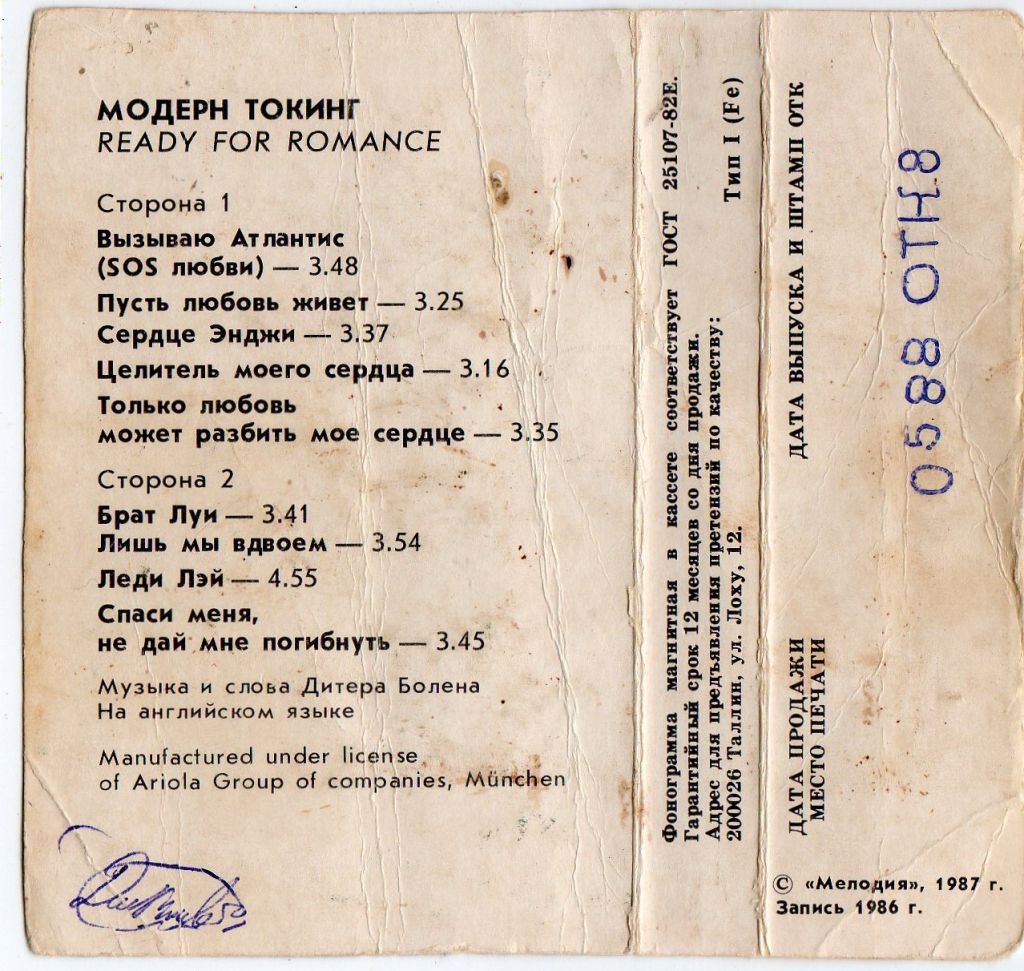 МОДЕРН ТОКИНГ
READY FOR ROMANCE
Сторона 1
Вызываю Атлантис
(SOS любви) — 3.48
Пусть любовь живет — 3.25
Сердце Энджи — 3.37
Целитель моего сердца — 3.16
Только любовь
может разбить мое сердце — 3.35
Сторона 2
Брат Луи — 3.41
Лишь мы вдвоем — 3.54
Леди Лэй — 4.55
Спаси меня,
не дай мне погибнуть — 3.45
Музыка и слова Дитера Болена
На английском языке
Manufactured under license
of Ariola Group of companies, München
Фонограмма магнитная в кассете соответствует ГОСТ 25107-82Е.
Гарантийный срок 12 месяцев со дня продажи.
Адрес для предъявления претензий по качеству:
200026 Таллин, ул. Лоху, 12.
Тип I (Fe)
ДАТА ВЫПУСКА И ШТАМП ОТК
0588 ОТН8
ДАТА ПРОДАЖИ
МЕСТО ПЕЧАТИ
© «Мелодия», 1987 г.
Запись 1986 г.